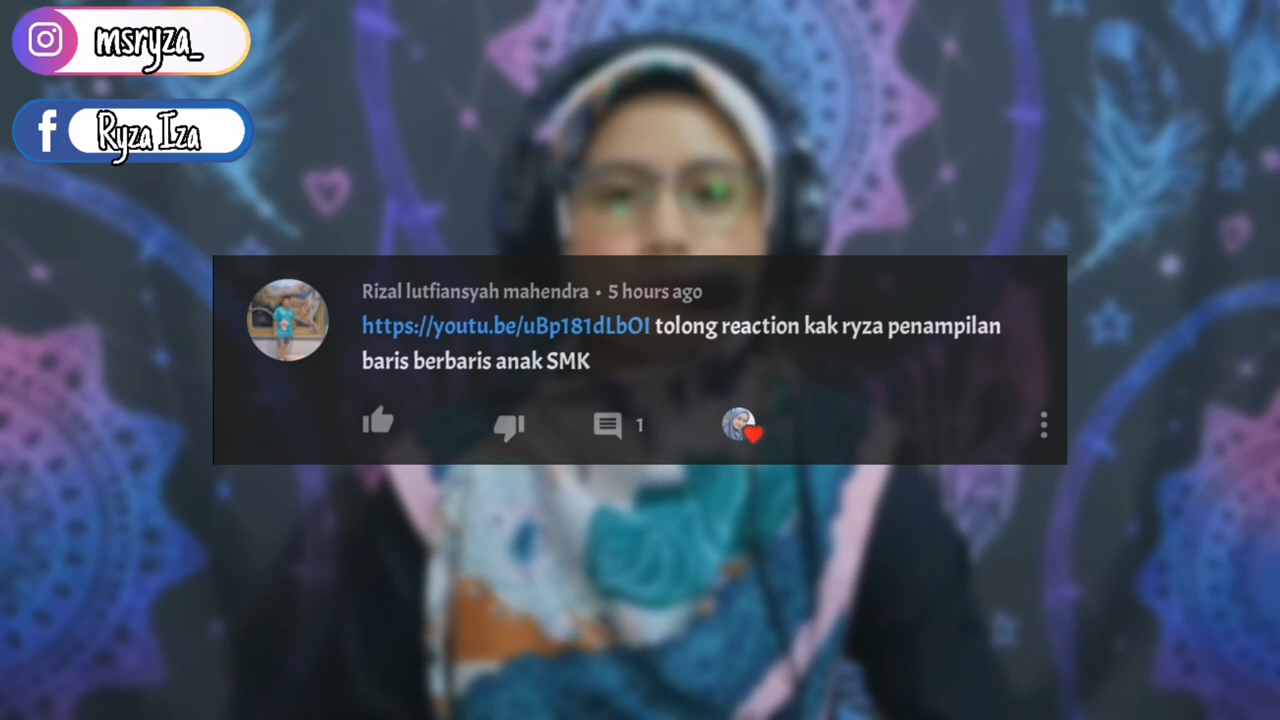 msryza_
Ryza Iza
Rizal lutfiansyah mahendra • 5 hours ago
https://youtu.be/uBp181dLbOI tolong reaction kak ryza penampilan
baris berbaris anak SMK
1